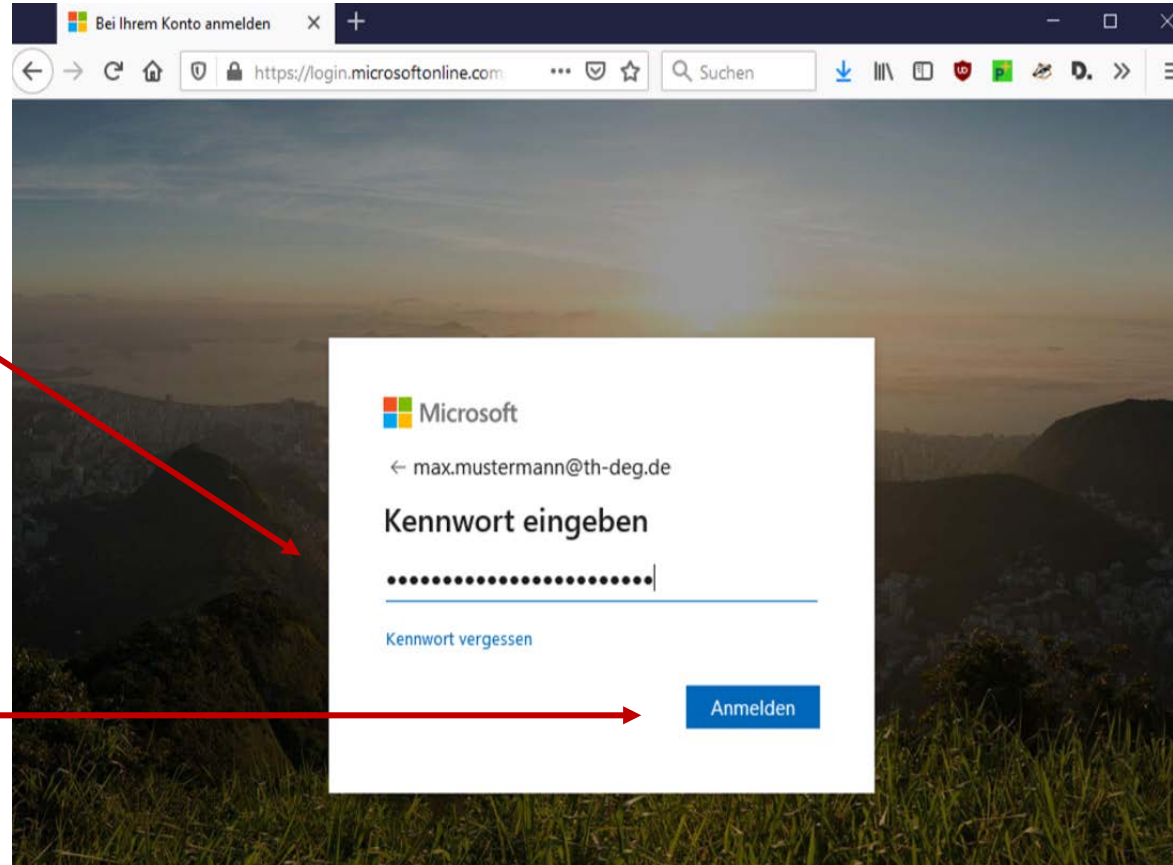 Bei Ihrem Konto anmelden
https://login.microsoftonline.com
Suchen
Microsoft
← max.mustermann@th-deg.de
Kennwort eingeben
••••••••••••••••••••••••
Kennwort vergessen
Anmelden